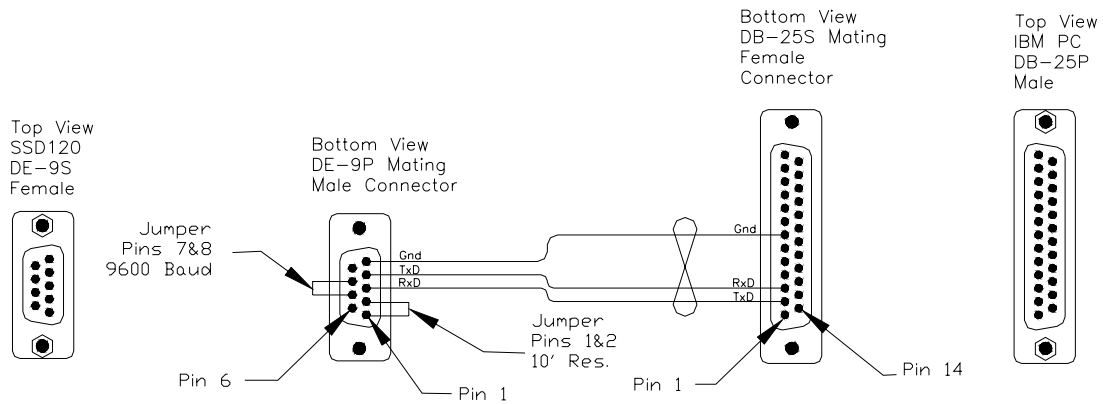 Top View
SSD120
DE-9S
Female
Bottom View
DE-9P Mating
Male Connector
Bottom View
DB-25S Mating
Female
Connector
Top View
IBM PC
DB-25P
Male
Jumper
Pins 7&8
9600 Baud
Gnd
TxD
RxD
Gnd
RxD
TxD
Jumper
Pins 1&2
10' Res.
Pin 6
Pin 1
Pin 1
Pin 14